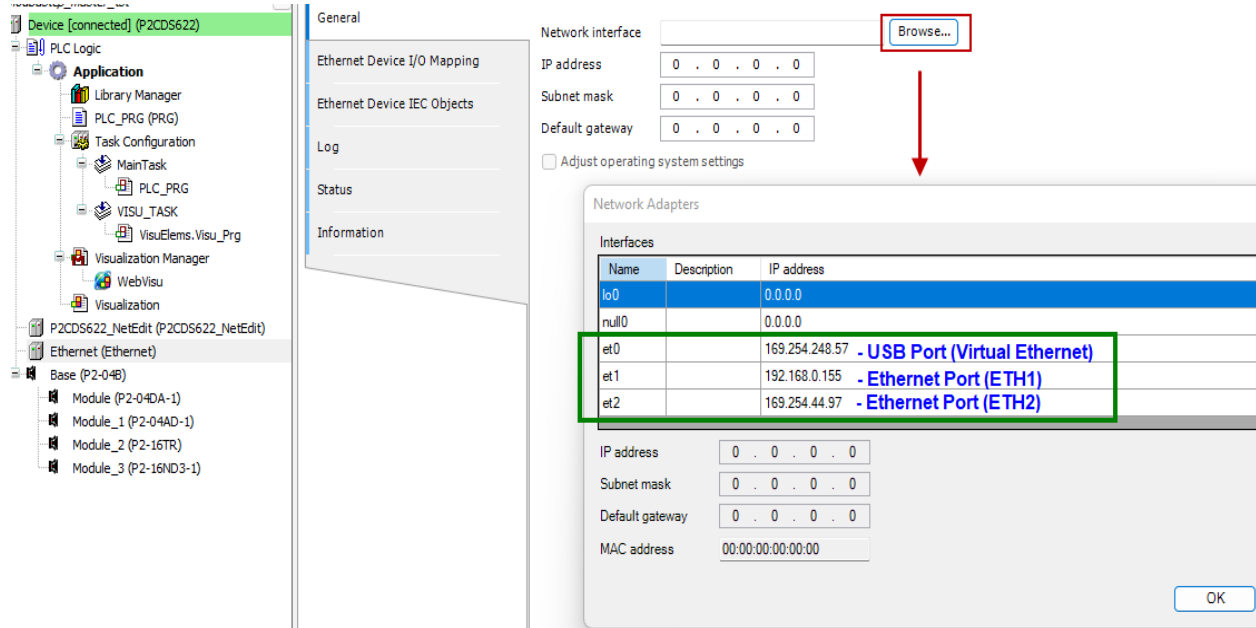 Device [connected] (P2CDS622)
PLC Logic
Application
Library Manager
PLC_PRG (PRG)
Task Configuration
MainTask
PLC_PRG
VISU_TASK
VisuElems.Visu_Prg
Visualization Manager
WebVisu
Visualization
P2CDS622_NetEdit (P2CDS622_NetEdit)
Ethernet (Ethernet)
Base (P2-04B)
Module (P2-04DA-1)
Module_1 (P2-04AD-1)
Module_2 (P2-16TR)
Module_3 (P2-16ND3-1)
General
Ethernet Device I/O Mapping
Ethernet Device IEC Objects
Log
Status
Information
Network interface Browse...
IP address 0 . 0 . 0 . 0
Subnet mask 0 . 0 . 0 . 0
Default gateway 0 . 0 . 0 . 0
Adjust operating system settings
Network Adapters
Interfaces
Name Description IP address
lo0 0.0.0.0
null0 0.0.0.0
et0 169.254.248.57 - USB Port (Virtual Ethernet)
et1 192.168.0.155 - Ethernet Port (ETH1)
et2 169.254.44.97 - Ethernet Port (ETH2)
IP address 0 . 0 . 0 . 0
Subnet mask 0 . 0 . 0 . 0
Default gateway 0 . 0 . 0 . 0
MAC address 00:00:00:00:00:00
OK